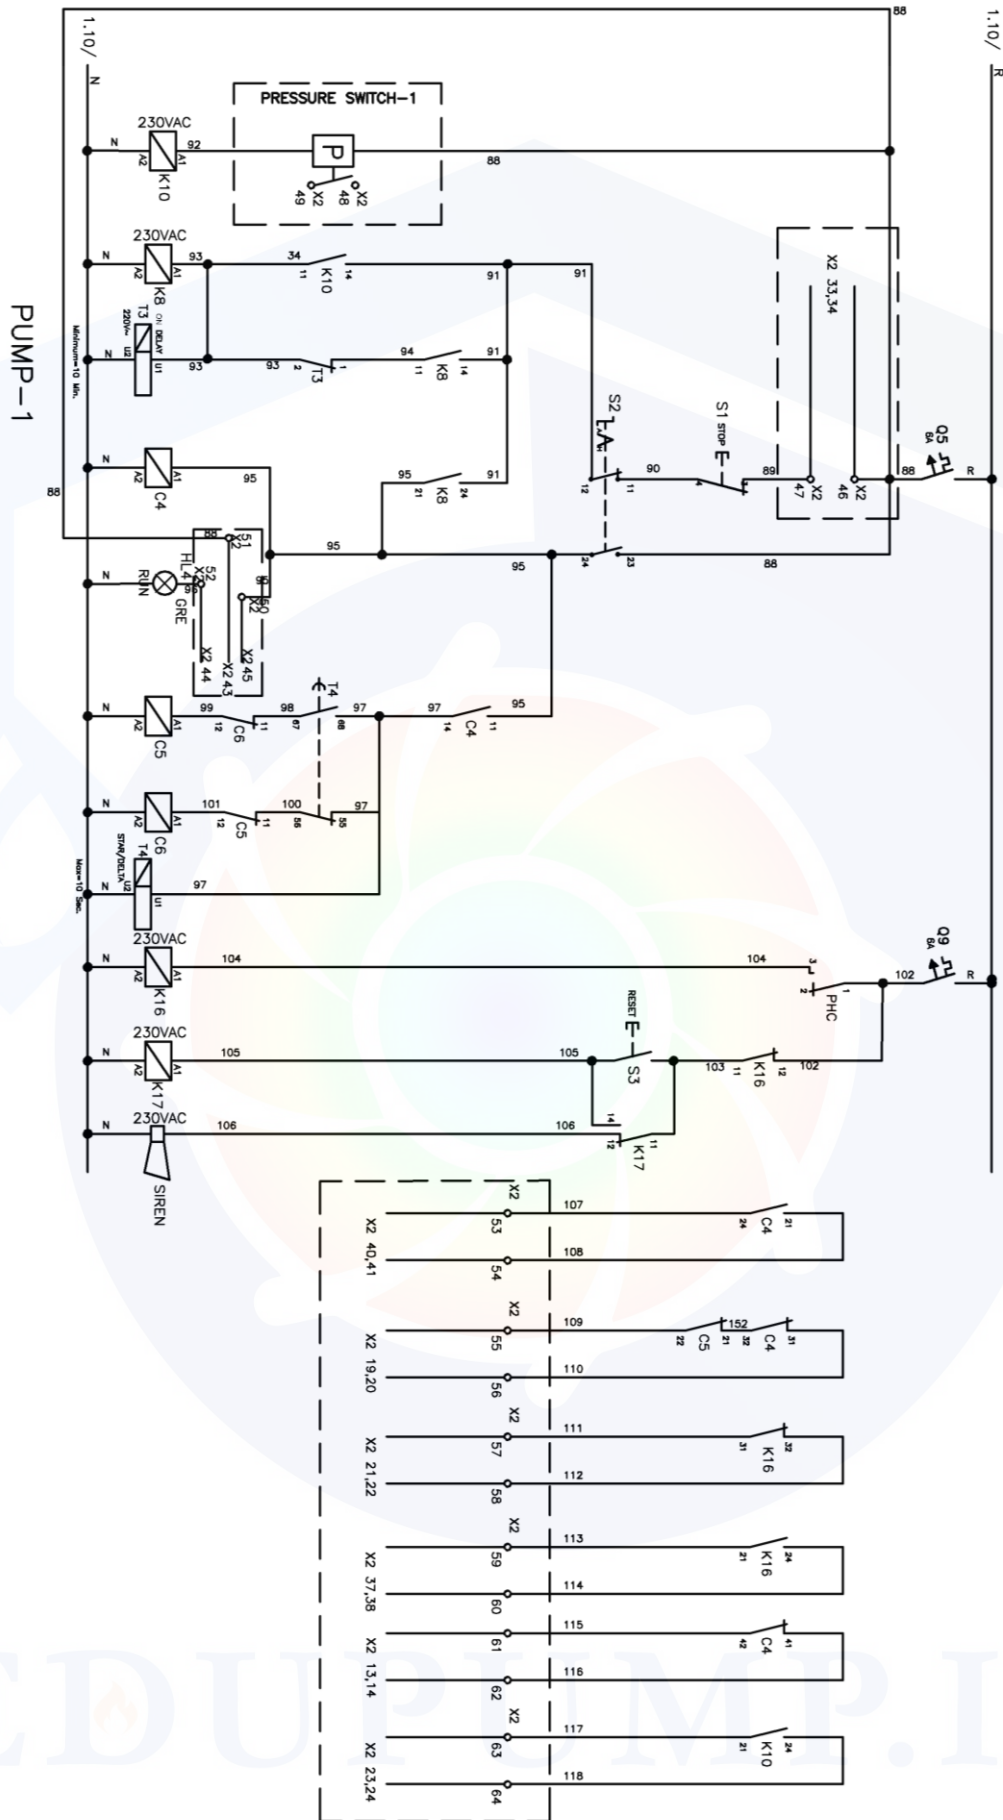 88
1.10/
1.10/
N
R
PRESSURE SWITCH-1
230VAC
N
A2
A1
K10
92
P
88
49
X2
48
X2
230VAC
N
A2
A1
K8
93
34
11
K10
14
91
91
X2 33,34
T3
ON DELAY
220V~
U2
U1
Minimum=10 Min.
N
93
93
2
T3
1
94
11
K8
14
91
PUMP-1
N
A2
A1
C4
95
95
21
K8
24
91
S2
12
11
90
S1 STOP
4
89
47
X2
46
X2
88
Q5
6A
R
88
95
95
24
23
88
88
51
X2
HL4
52
X2
N
RUN
GRE
X2
X2 44
X2 43
X2 45
N
A2
A1
C5
99
12
C6
11
98
67
T4
68
97
97
14
C4
11
95
N
A2
A1
C6
101
12
C5
11
100
56
55
97
T4
STAR/DELTA
U2
U1
Max=10 Sec.
N
97
230VAC
N
A2
A1
K16
104
104
3
2
1
PHC
102
Q9
6A
R
230VAC
N
A2
A1
K17
105
105
RESET
S3
103
11
K16
12
102
230VAC
N
SIREN
106
106
14
12
K17
11
X2
53
107
24
C4
21
X2 40,41
54
108
X2
55
109
22
C5
21
152
32
C4
31
X2 19,20
56
110
X2
57
111
31
K16
32
X2 21,22
58
112
X2
59
113
21
K16
24
X2 37,38
60
114
61
115
42
C4
41
X2 13,14
62
116
X2
63
117
21
K10
24
X2 23,24
64
118
EDUPUMP.I